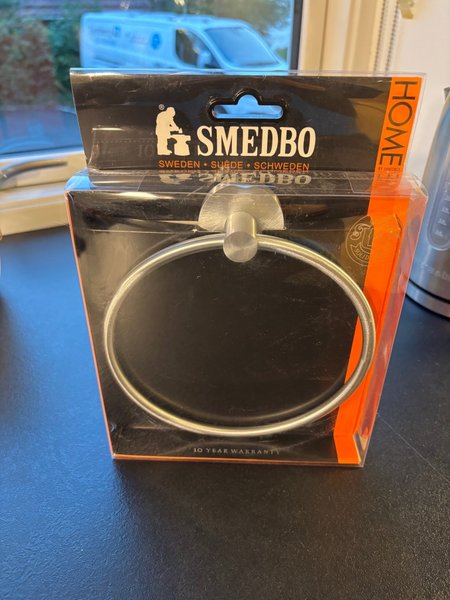 ®
SMEDBO
SWEDEN • SUÈDE • SCHWEDEN
HOME
SMEDBO
10 YEAR WARRANTY